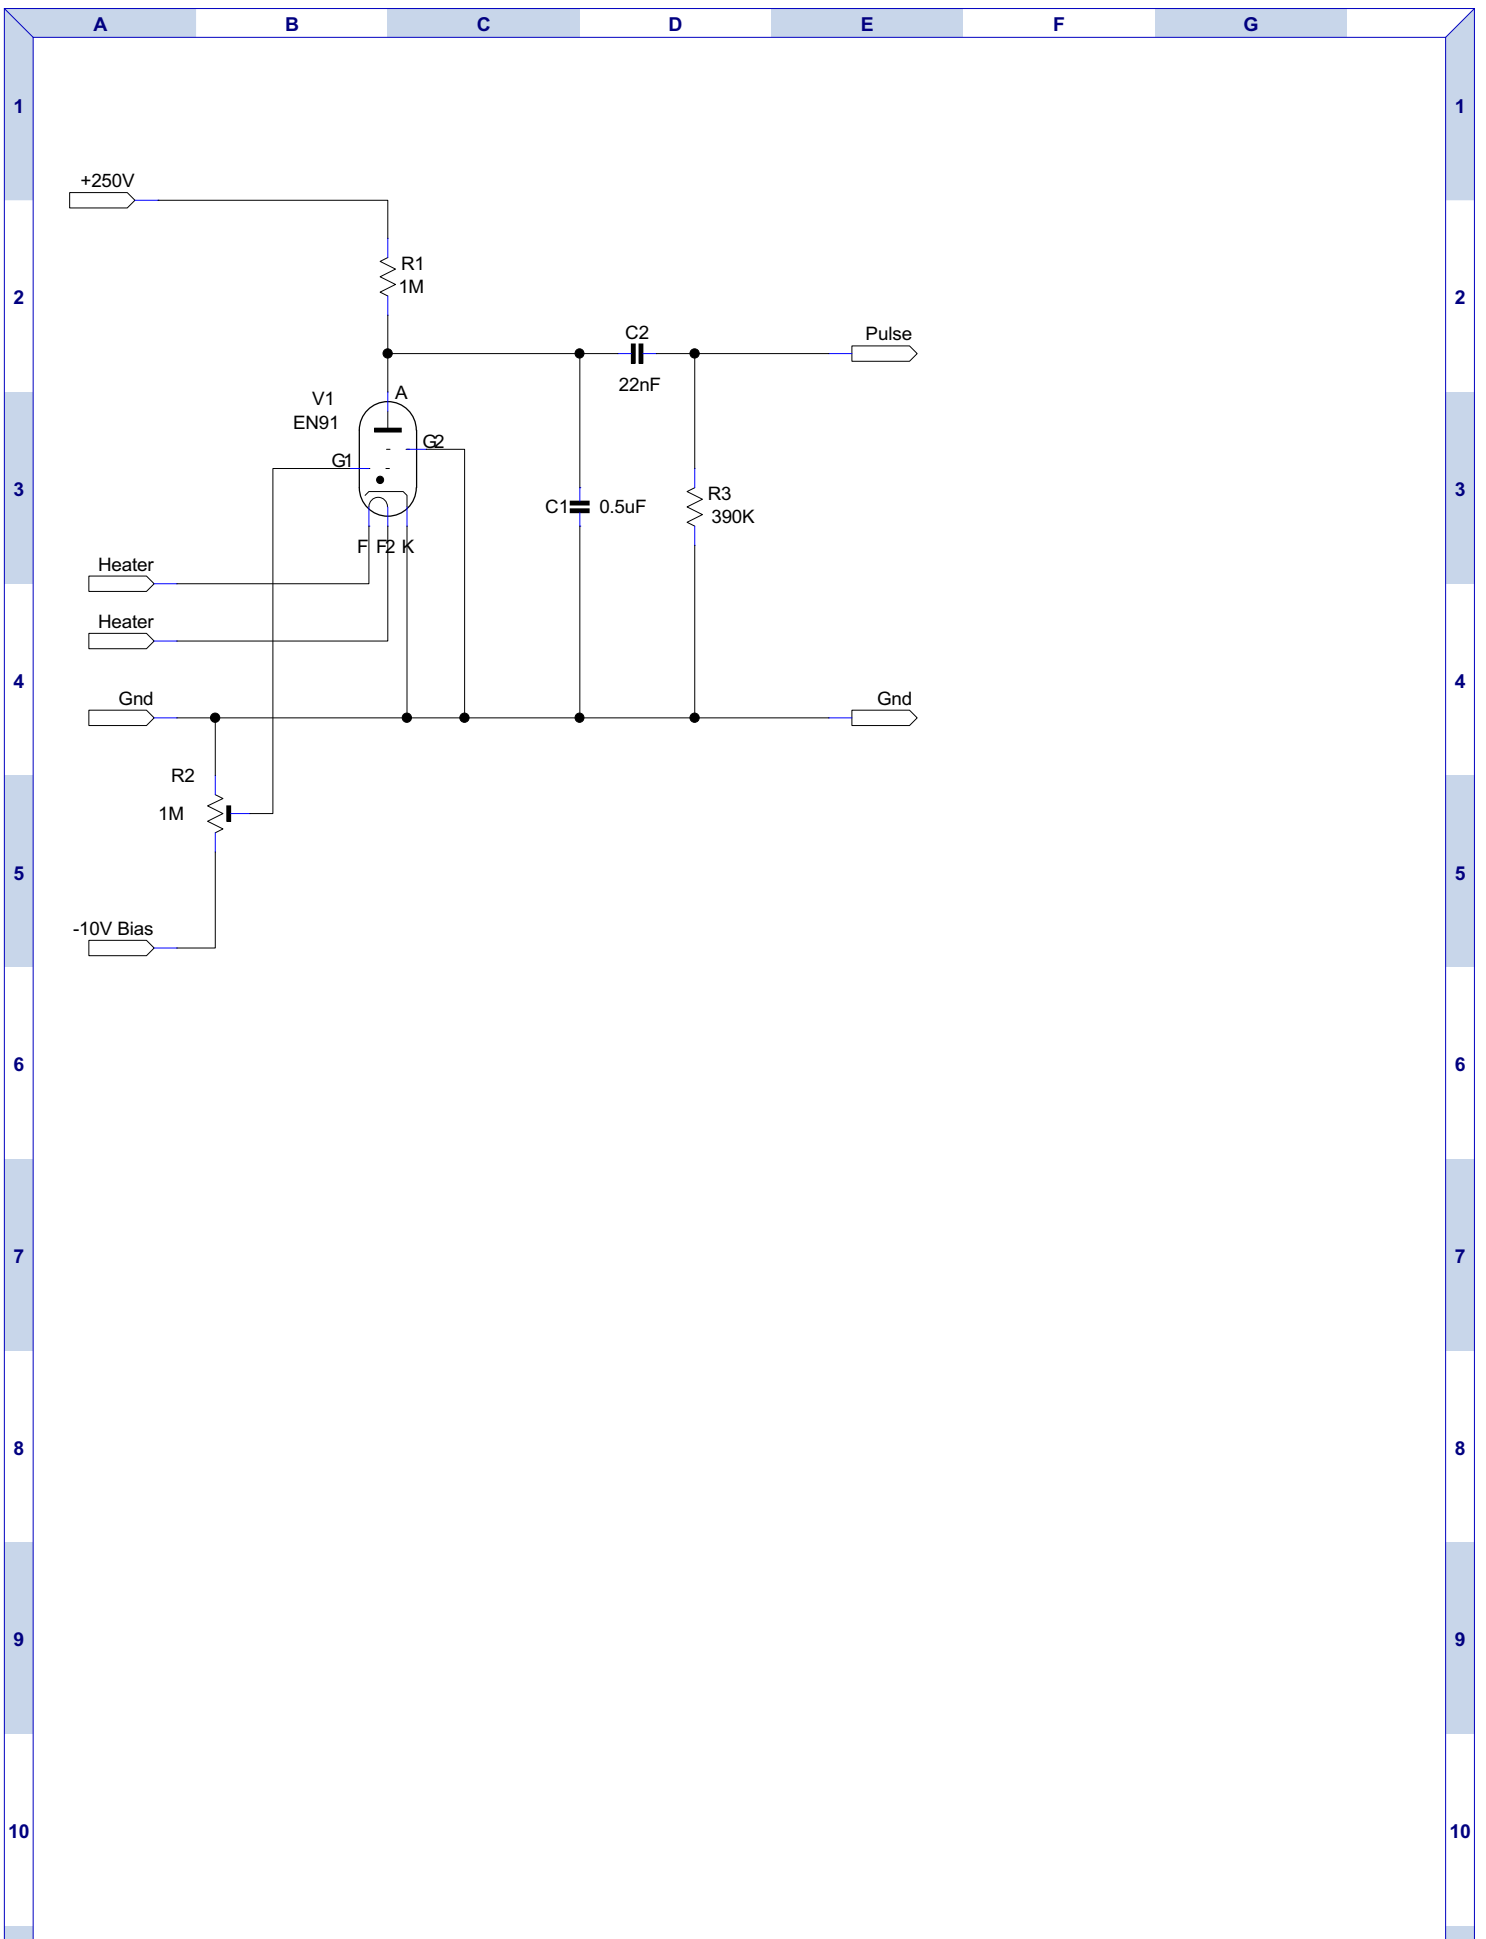 A B C D E F G
1 1
+250V
R1
1M
2 2
C2
Pulse
22nF
V1
A
EN91
G2
G1
3 3
R3
C1 0.5uF
390K
F F2 K
Heater
Heater
4 4
Gnd
Gnd
R2
1M
5 5
-10V Bias
6 6
7 7
8 8
9 9
10 10